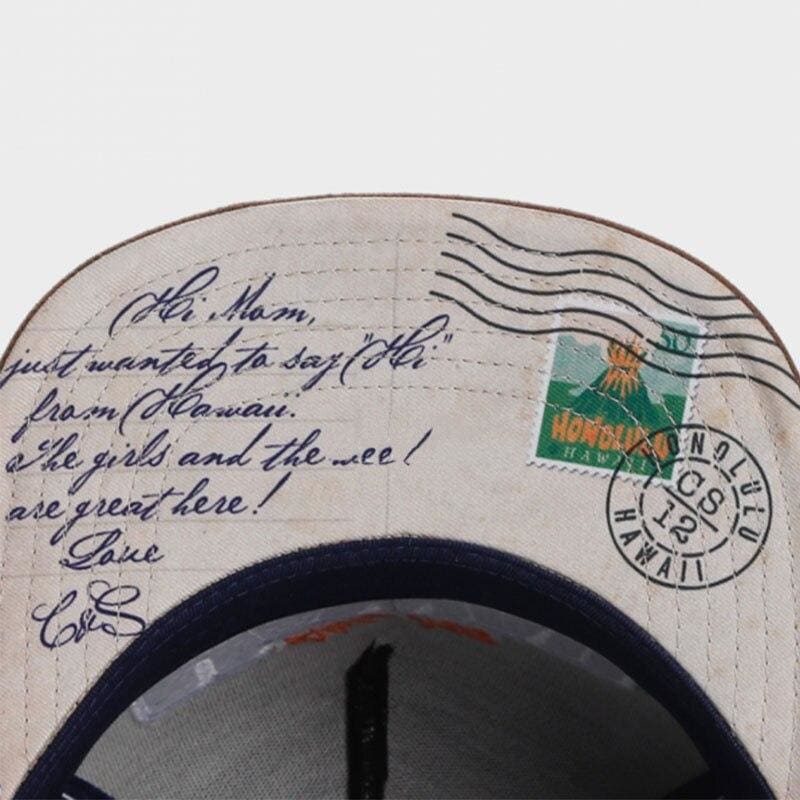 Hi Mom,
just wanted to say "Hi"
from Hawaii.
The girls and the
are great here!
Love
C&S
50
HONOLULU
HAWAII
HONOLULU
CS
12
HAWAII